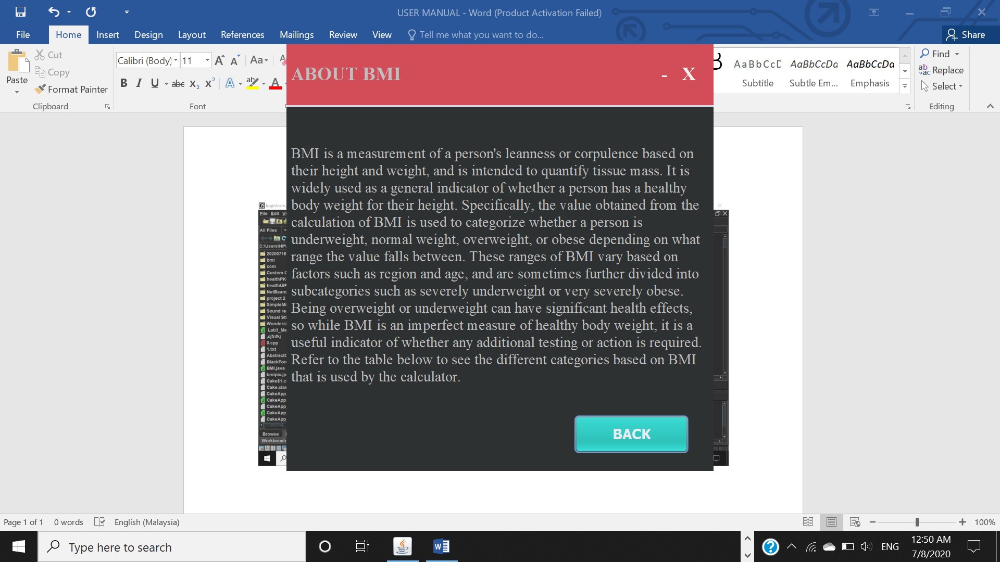 USER MANUAL - Word (Product Activation Failed)
File Home Insert Design Layout References Mailings Review View Tell me what you want to do... Share
Paste
Cut
Copy
Format Painter
Clipboard
Calibri (Body) 11
Font
AaBbCcD AaBbCcDa AaBbCcDa
Subtitle Subtle Em... Emphasis
Find
Replace
Select
Editing
ABOUT BMI - X
BMI is a measurement of a person's leanness or corpulence based on
their height and weight, and is intended to quantify tissue mass. It is
widely used as a general indicator of whether a person has a healthy
body weight for their height. Specifically, the value obtained from the
calculation of BMI is used to categorize whether a person is
underweight, normal weight, overweight, or obese depending on what
range the value falls between. These ranges of BMI vary based on
factors such as region and age, and are sometimes further divided into
subcategories such as severely underweight or very severely obese.
Being overweight or underweight can have significant health effects,
so while BMI is an imperfect measure of healthy body weight, it is a
useful indicator of whether any additional testing or action is required.
Refer to the table below to see the different categories based on BMI
that is used by the calculator.
BACK
loginform
File Edit Vi
All Files
C:\Users\HP\
20200716
bmi
com
Custom O
healthPK
healthUIP
NetBeans
project 2
SimpleMi
Sound re
Visual St
Wonders
Lab3_Me
,cjfnfkj
0.cpp
1.txt
AbstractC
BlackFore
BMI.java
bmipic.jp
Cake$1.cl
Cake.clas
CakeApp
CakeApp
CakeApp_
CakeApp_
CakeApp_
Browse
Workbench
Page 1 of 1 0 words English (Malaysia) 100%
Type here to search
ENG
12:50 AM
7/8/2020